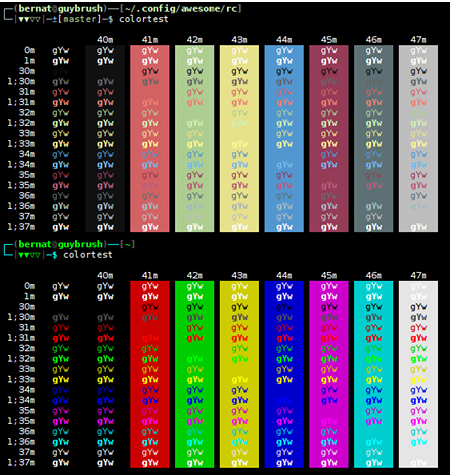 ┌─(bernat@guybrush)──[~/.config/awesome/rc]
└─|▼▼▽▽|─±[master]─$ colortest
40m 41m 42m 43m 44m 45m 46m 47m
0m gYw gYw gYw gYw gYw gYw gYw gYw gYw
1m gYw gYw gYw gYw gYw gYw gYw gYw gYw
30m gYw gYw gYw gYw gYw gYw gYw
1;30m gYw gYw gYw gYw gYw gYw gYw gYw gYw
31m gYw gYw gYw gYw gYw gYw gYw gYw
1;31m gYw gYw gYw gYw gYw gYw gYw gYw gYw
32m gYw gYw gYw gYw gYw gYw gYw gYw
1;32m gYw gYw gYw gYw gYw gYw gYw gYw gYw
33m gYw gYw gYw gYw gYw gYw gYw gYw
1;33m gYw gYw gYw gYw gYw gYw gYw gYw gYw
34m gYw gYw gYw gYw gYw gYw gYw gYw
1;34m gYw gYw gYw gYw gYw gYw gYw gYw gYw
35m gYw gYw gYw gYw gYw gYw gYw gYw
1;35m gYw gYw gYw gYw gYw gYw gYw gYw gYw
36m gYw gYw gYw gYw gYw gYw gYw gYw
1;36m gYw gYw gYw gYw gYw gYw gYw gYw gYw
37m gYw gYw gYw gYw gYw gYw gYw gYw
1;37m gYw gYw gYw gYw gYw gYw gYw gYw gYw
┌─(bernat@guybrush)──[~]
└─|▼▼▽▽|─$ colortest
40m 41m 42m 43m 44m 45m 46m 47m
0m gYw gYw gYw gYw gYw gYw gYw gYw gYw
1m gYw gYw gYw gYw gYw gYw gYw gYw gYw
30m gYw gYw gYw gYw gYw gYw gYw
1;30m gYw gYw gYw gYw gYw gYw gYw gYw gYw
31m gYw gYw gYw gYw gYw gYw gYw gYw
1;31m gYw gYw gYw gYw gYw gYw gYw gYw gYw
32m gYw gYw gYw gYw gYw gYw gYw gYw
1;32m gYw gYw gYw gYw gYw gYw gYw gYw gYw
33m gYw gYw gYw gYw gYw gYw gYw gYw
1;33m gYw gYw gYw gYw gYw gYw gYw gYw gYw
34m gYw gYw gYw gYw gYw gYw gYw gYw
1;34m gYw gYw gYw gYw gYw gYw gYw gYw gYw
35m gYw gYw gYw gYw gYw gYw gYw gYw
1;35m gYw gYw gYw gYw gYw gYw gYw gYw gYw
36m gYw gYw gYw gYw gYw gYw gYw gYw
1;36m gYw gYw gYw gYw gYw gYw gYw gYw gYw
37m gYw gYw gYw gYw gYw gYw gYw gYw
1;37m gYw gYw gYw gYw gYw gYw gYw gYw gYw